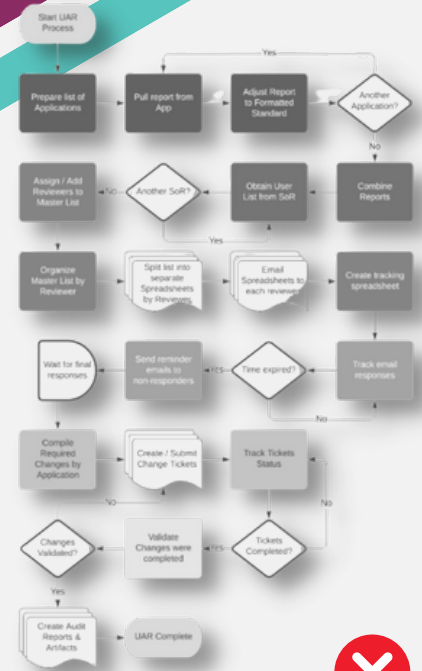 Start UAR
Process
Yes
Prepare list of
Applications
Pull report from
App
Adjust Report
to Formatted
Standard
Another
Application?
No
Assign / Add
Reviewers to
Master List
No
Another SoR?
Obtain User
List from SoR
Combine
Reports
Yes
Organize
Master List by
Reviewer
Split list into
separate
Spreadsheets
by Reviewer
Email
Spreadsheets to
each reviewer
Create tracking
spreadsheet
Wait for final
responses
Send reminder
emails to
non-responders
Yes
Time expired?
Track email
responses
No
Compile
Required
Changes by
Application
Create / Submit
Change Tickets
Track Tickets
Status
No
No
Changes
Validated?
Validate
Changes were
completed
Yes
Tickets
Completed?
Yes
Create Audit
Reports &
Artifacts
UAR Complete